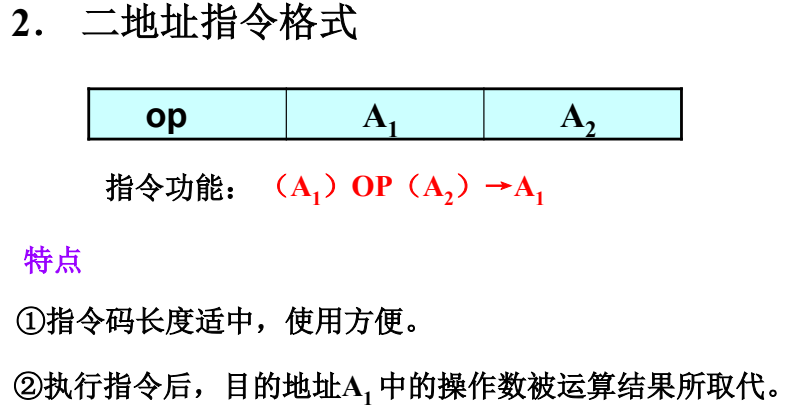 2． 二地址指令格式
op A₁ A₂
指令功能： （A₁）OP（A₂）→A₁
特点
①指令码长度适中，使用方便。
②执行指令后，目的地址A₁中的操作数被运算结果所取代。